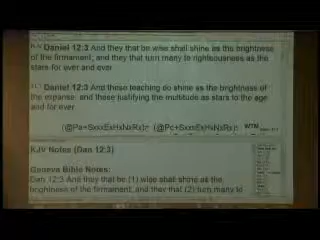 KJV Daniel 12:3 And they that be wise shall shine as the brightness
of the firmament; and they that turn many to righteousness as the
stars for ever and ever
Daniel 12:3 And those teaching do shine as the brightness of
the expanse, and those justifying the multitude as stars to the age
and for ever
WTM
KJV Notes (Dan 12:3)
Geneva Bible Notes:
Dan 12:3 And they that be (1) wise shall shine as the
brightness of the firmament; and they that (2) turn many to